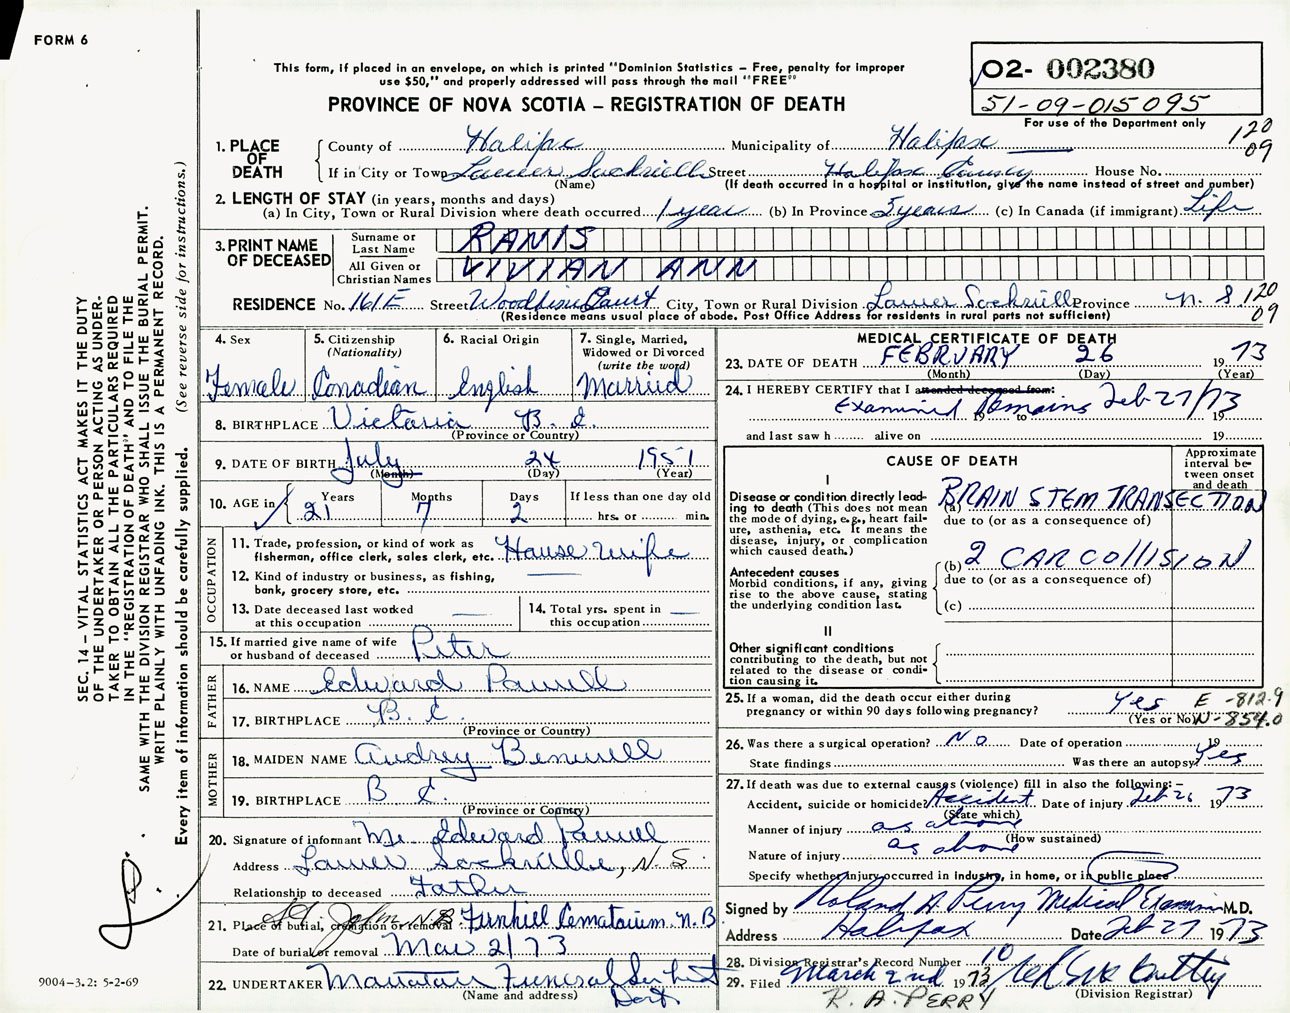 FORM 6
This form, if placed in an envelope, on which is printed "Dominion Statistics – Free, penalty for improper
use $50," and properly addressed will pass through the mail "FREE"
PROVINCE OF NOVA SCOTIA – REGISTRATION OF DEATH
02- 002380
51-09-015095
For use of the Department only
120
09
1. PLACE OF DEATH
County of Halifax Municipality of Halifax
If in City or Town Lower Sackville Street Halifax County House No.
(Name) (If death occurred in a hospital or institution, give the name instead of street and number)
2. LENGTH OF STAY (in years, months and days)
(a) In City, Town or Rural Division where death occurred 1 year (b) In Province 5 years (c) In Canada (if immigrant) Life
3. PRINT NAME OF DECEASED
Surname or Last Name RAMIS
All Given or Christian Names VIVIAN ANN
RESIDENCE No. 161E Street Woodbine Court City, Town or Rural Division Lower Sackville Province N. S. 120
09
(Residence means usual place of abode. Post Office Address for residents in rural parts not sufficient)
4. Sex Female
5. Citizenship (Nationality) Canadian
6. Racial Origin English
7. Single, Married, Widowed or Divorced (write the word) Married
8. BIRTHPLACE Victoria B. C.
(Province or Country)
9. DATE OF BIRTH July 24 1951
(Month) (Day) (Year)
10. AGE in Years Months Days If less than one day old
21 7 2 hrs. or min.
OCCUPATION
11. Trade, profession, or kind of work as
fisherman, office clerk, sales clerk, etc. Housewife
12. Kind of industry or business, as fishing,
bank, grocery store, etc.
13. Date deceased last worked
at this occupation
14. Total yrs. spent in
this occupation
15. If married give name of wife
or husband of deceased Peter
FATHER
16. NAME Edward Powell
17. BIRTHPLACE B. C.
(Province or Country)
MOTHER
18. MAIDEN NAME Audrey
19. BIRTHPLACE B C.
(Province or Country)
20. Signature of informant Mr. Edward Powell
Address Lower Sackville, N. S.
Relationship to deceased Father
21. Place of burial, cremation or removal St John N.B Fernhill N. B
Date of burial or removal Mar 2/73
22. UNDERTAKER Funeral
(Name and address) Dart
MEDICAL CERTIFICATE OF DEATH
23. DATE OF DEATH FEBRUARY 26 1973
(Month) (Day) (Year)
24. I HEREBY CERTIFY that I attended deceased from:
Examined Remains Feb 27/73
19 to 19
and last saw h alive on 19
CAUSE OF DEATH
Approximate interval between onset and death
I
Disease or condition directly leading to death (This does not mean the mode of dying, e.g., heart failure, asthenia, etc. It means the disease, injury, or complication which caused death.)
(a) BRAIN STEM TRANSECTION
due to (or as a consequence of)
Antecedent causes
Morbid conditions, if any, giving rise to the above cause, stating the underlying condition last.
(b) 2 CAR COLLISION
due to (or as a consequence of)
(c)
II
Other significant conditions
contributing to the death, but not related to the disease or condition causing it.
25. If a woman, did the death occur either during
pregnancy or within 90 days following pregnancy? Yes
(Yes or No)
E -812.9
N-854.0
26. Was there a surgical operation? No Date of operation 19
State findings Was there an autopsy Yes
27. If death was due to external causes (violence) fill in also the following:–
Accident, suicide or homicide? Accident Date of injury Feb 26 1973
(State which)
Manner of injury as above
(How sustained)
Nature of injury as above
Specify whether injury occurred in industry, in home, or in public place
Signed by Roland A Perry Medical Examiner M.D.
Address Halifax Date Feb 27 1973
28. Division Registrar's Record Number 10
29. Filed March 2nd 1973
(Division Registrar)
R. A. PERRY
SEC. 14 – VITAL STATISTICS ACT MAKES IT THE DUTY
OF THE UNDERTAKER OR PERSON ACTING AS UNDER-
TAKER TO OBTAIN ALL THE PARTICULARS REQUIRED
IN THE "REGISTRATION OF DEATH" AND TO FILE THE
SAME WITH THE DIVISION REGISTRAR WHO SHALL ISSUE THE BURIAL PERMIT.
WRITE PLAINLY WITH UNFADING INK. THIS IS A PERMANENT RECORD.
Every item of information should be carefully supplied. (See reverse side for instructions.)
9004-3.2: 5-2-69